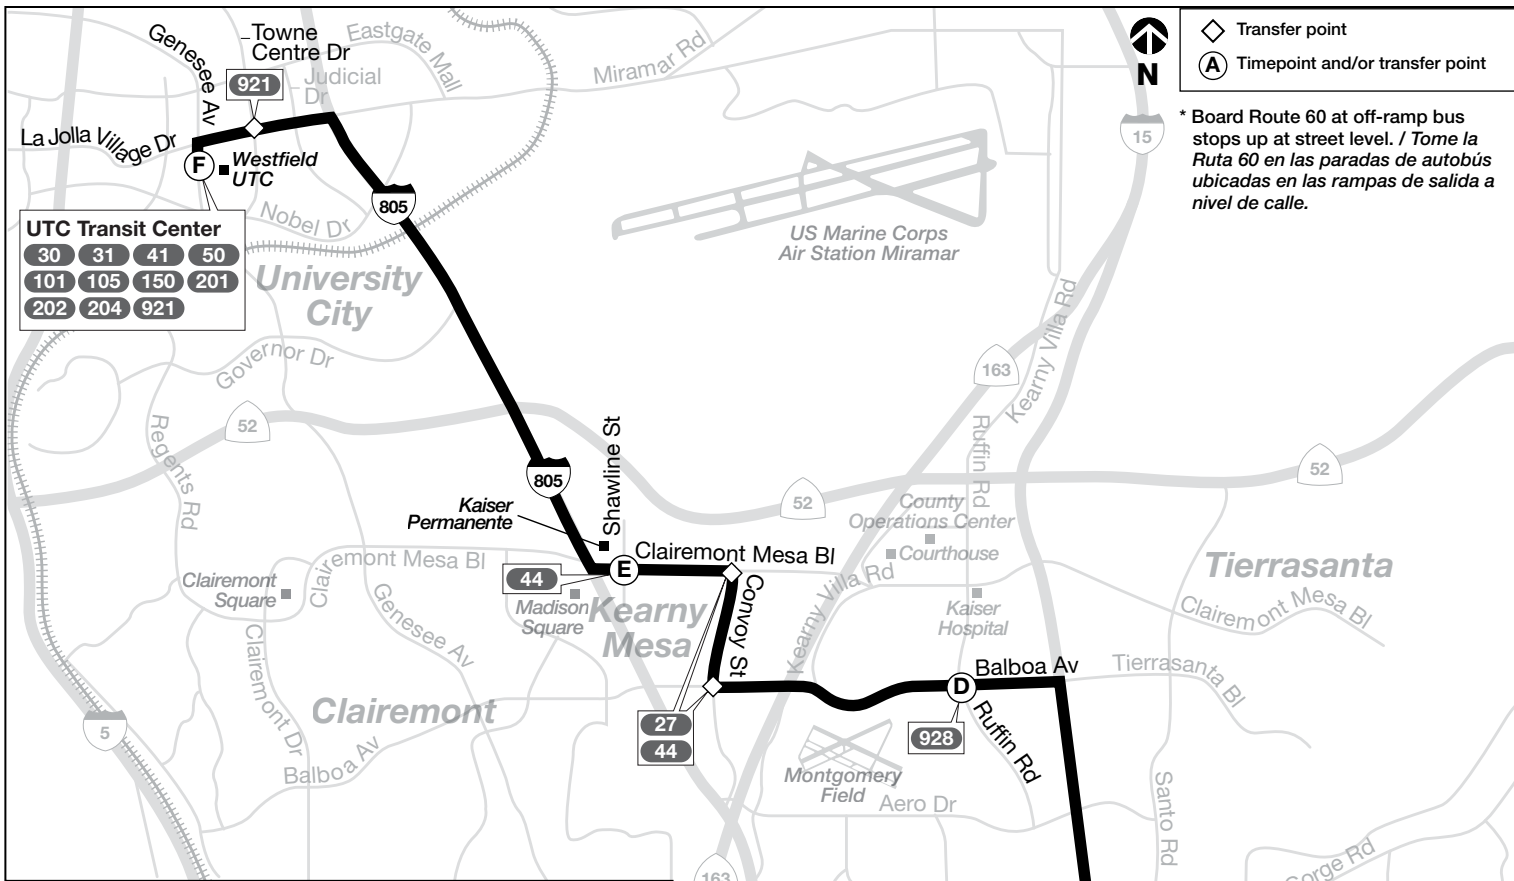 Genesee Av
Towne
Centre Dr
Eastgate
Mall
Judicial
Dr
921
Miramar Rd
La Jolla Village Dr
F
Westfield
UTC
Nobel Dr
805
UTC Transit Center
30 31 41 50
101 105 150 201
202 204 921
University
City
Governor Dr
N
Transfer point
A Timepoint and/or transfer point
* Board Route 60 at off-ramp bus
stops up at street level. / Tome la
Ruta 60 en las paradas de autobús
ubicadas en las rampas de salida a
nivel de calle.
15
US Marine Corps
Air Station Miramar
Kearny Villa Rd
163
52
Regents Rd
805
Shawline St
Kaiser
Permanente
52
Ruffin Rd
52
County
Operations Center
Courthouse
Clairemont Mesa Bl
Clairemont Mesa Bl
E
44
Clairemont
Square
Madison
Square
Kearny
Mesa
Convoy St
Kearny Villa Rd
Kaiser
Hospital
Tierrasanta
Clairemont Mesa Bl
Genesee Av
Clairemont Dr
Clairemont
Balboa Av
5
27
44
D
Balboa Av
928
Ruffin Rd
Tierrasanta Bl
Montgomery
Field
Aero Dr
Santo Rd
163
Gorge Rd